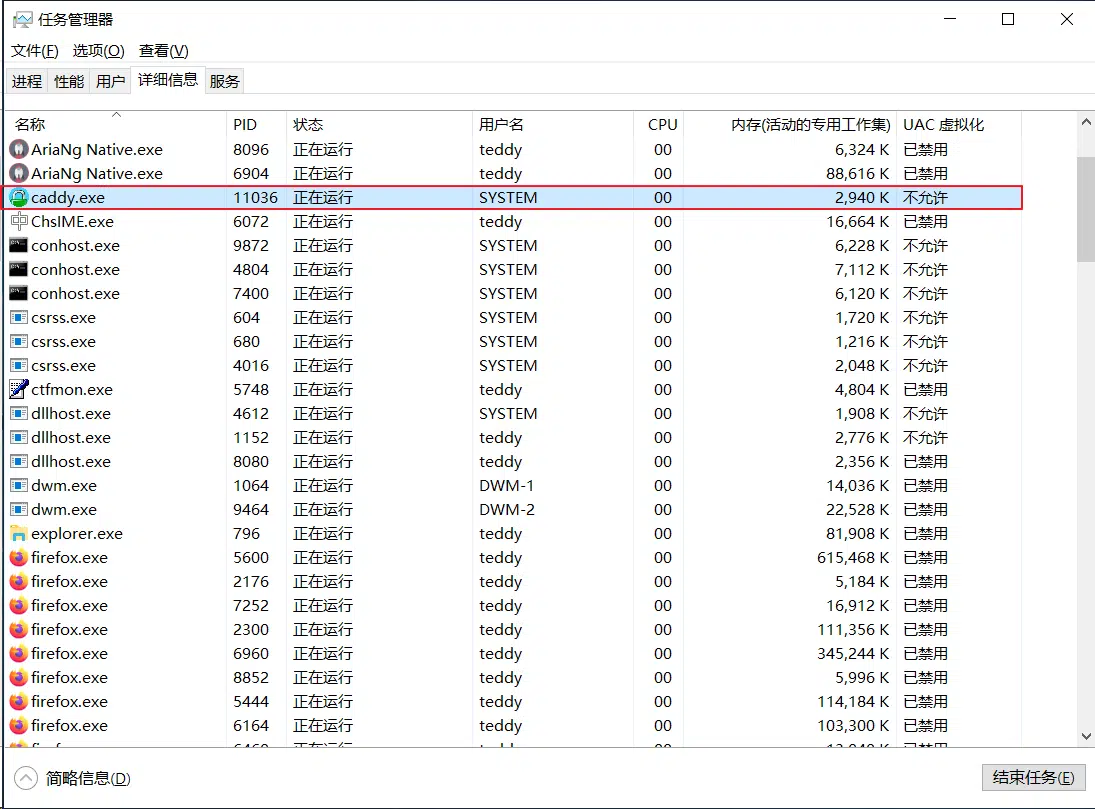 任务管理器
文件(F) 选项(O) 查看(V)
进程 性能 用户 详细信息 服务
名称 PID 状态 用户名 CPU 内存(活动的专用工作集) UAC 虚拟化
AriaNg Native.exe 8096 正在运行 teddy 00 6,324 K 已禁用
AriaNg Native.exe 6904 正在运行 teddy 00 88,616 K 已禁用
caddy.exe 11036 正在运行 SYSTEM 00 2,940 K 不允许
ChsIME.exe 6072 正在运行 teddy 00 16,664 K 已禁用
conhost.exe 9872 正在运行 SYSTEM 00 6,228 K 不允许
conhost.exe 4804 正在运行 SYSTEM 00 7,112 K 不允许
conhost.exe 7400 正在运行 SYSTEM 00 6,120 K 不允许
csrss.exe 604 正在运行 SYSTEM 00 1,720 K 不允许
csrss.exe 680 正在运行 SYSTEM 00 1,216 K 不允许
csrss.exe 4016 正在运行 SYSTEM 00 2,048 K 不允许
ctfmon.exe 5748 正在运行 teddy 00 4,804 K 已禁用
dllhost.exe 4612 正在运行 SYSTEM 00 1,908 K 不允许
dllhost.exe 1152 正在运行 teddy 00 2,776 K 不允许
dllhost.exe 8080 正在运行 teddy 00 2,356 K 已禁用
dwm.exe 1064 正在运行 DWM-1 00 14,036 K 已禁用
dwm.exe 9464 正在运行 DWM-2 00 22,528 K 已禁用
explorer.exe 796 正在运行 teddy 00 81,908 K 已禁用
firefox.exe 5600 正在运行 teddy 00 615,468 K 已禁用
firefox.exe 2176 正在运行 teddy 00 5,184 K 已禁用
firefox.exe 7252 正在运行 teddy 00 16,912 K 已禁用
firefox.exe 2300 正在运行 teddy 00 111,356 K 已禁用
firefox.exe 6960 正在运行 teddy 00 345,244 K 已禁用
firefox.exe 8852 正在运行 teddy 00 5,996 K 已禁用
firefox.exe 5444 正在运行 teddy 00 114,184 K 已禁用
firefox.exe 6164 正在运行 teddy 00 103,300 K 已禁用
简略信息(D) 结束任务(E)